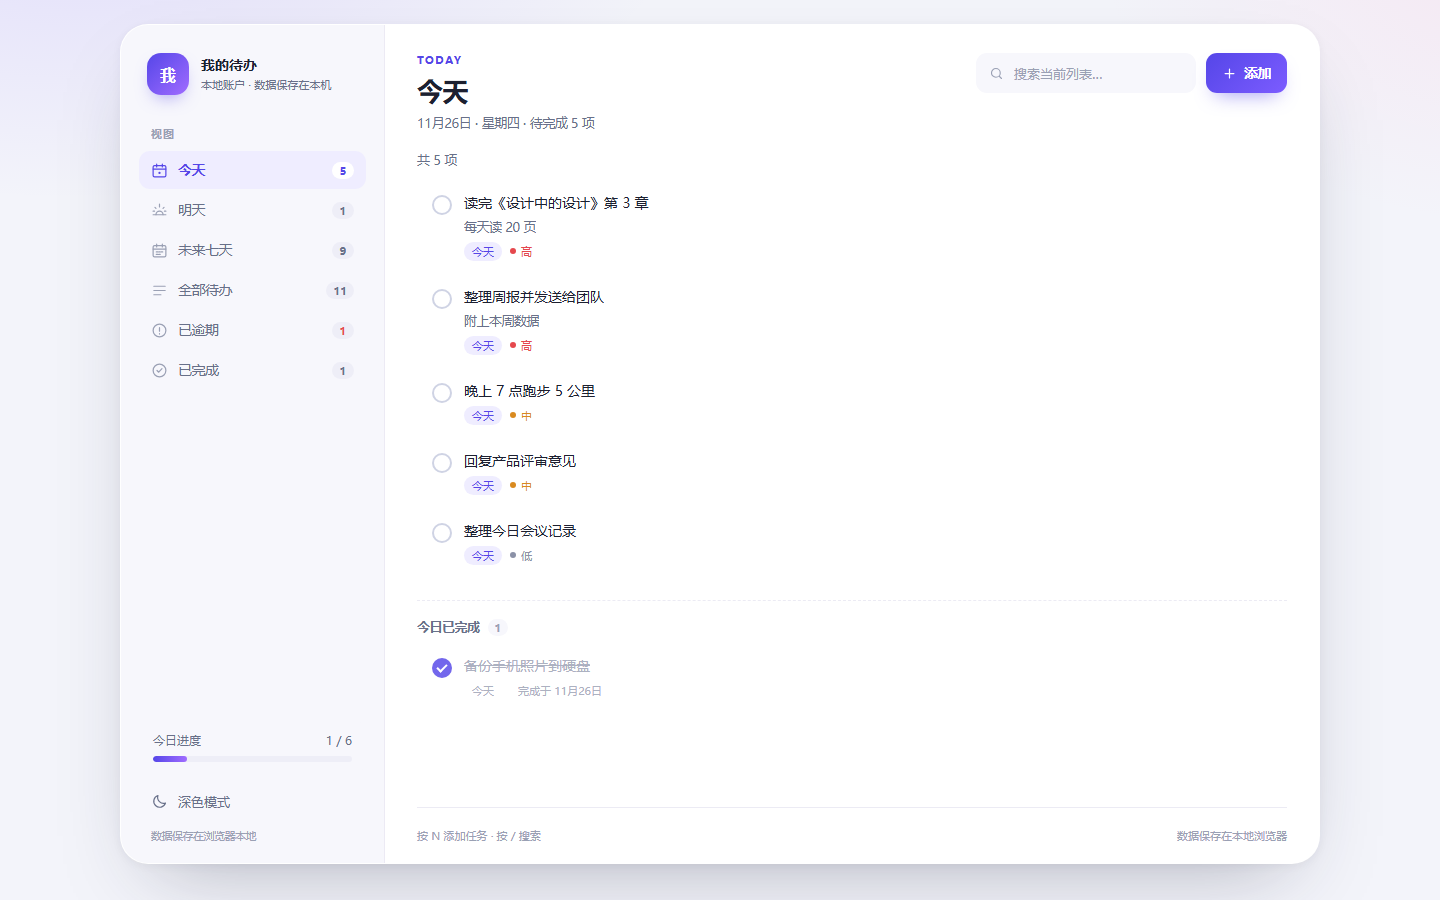 我
我的待办
本地账户 · 数据保存在本机
视图
今天 5
明天 1
未来七天 9
全部待办 11
已逾期 1
已完成 1
今日进度 1 / 6
深色模式
数据保存在浏览器本地
TODAY
今天
11月26日 · 星期四 · 待完成 5 项
搜索当前列表...
添加
共 5 项
读完《设计中的设计》第 3 章
每天读 20 页
今天 高
整理周报并发送给团队
附上本周数据
今天 高
晚上 7 点跑步 5 公里
今天 中
回复产品评审意见
今天 中
整理今日会议记录
今天 低
今日已完成 1
备份手机照片到硬盘
今天 完成于 11月26日
按 N 添加任务 · 按 / 搜索
数据保存在本地浏览器